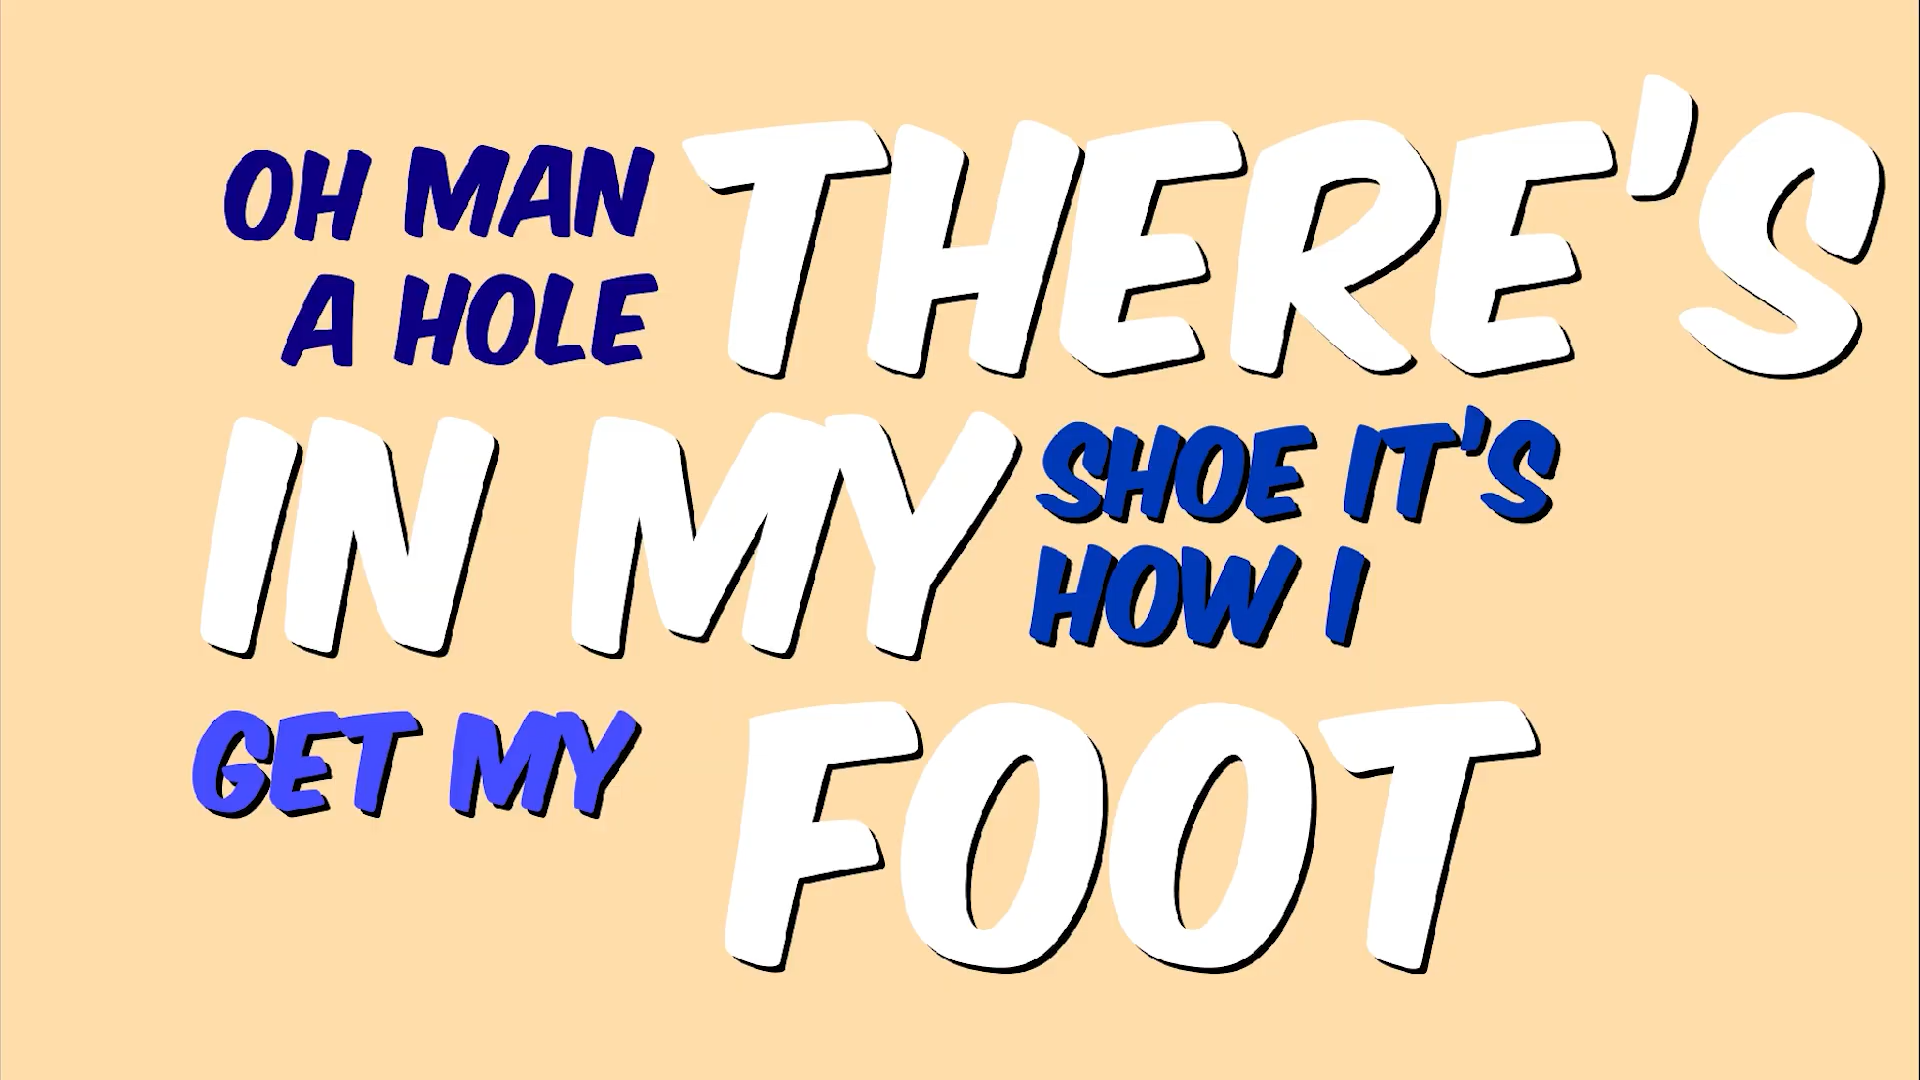 OH MAN THERE'S
A HOLE
IN MY SHOE IT'S
HOW I
GET MY FOOT